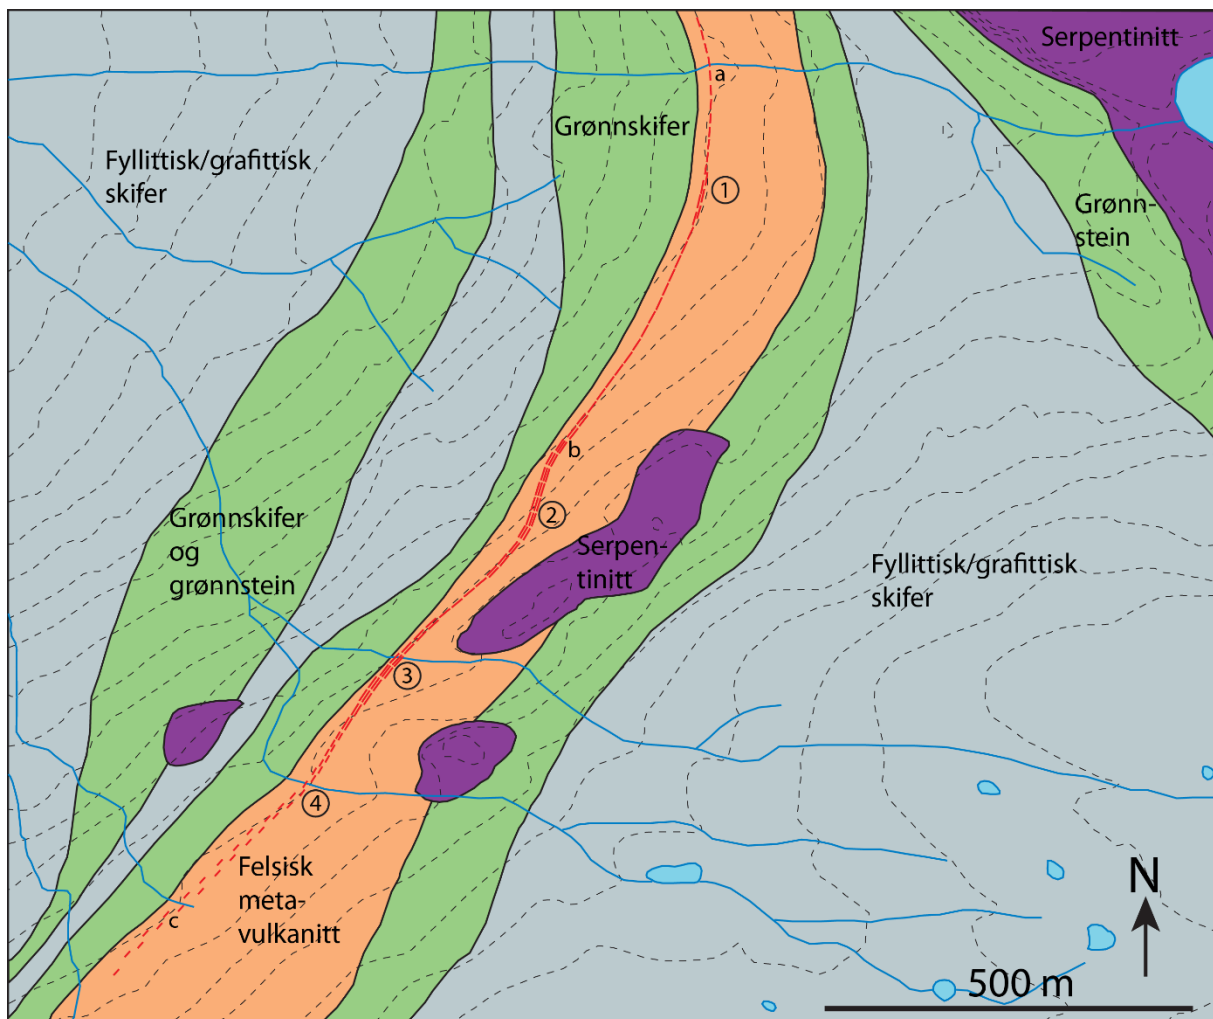 Serpentinitt
a
Grønnskifer
Fyllittisk/grafittisk
skifer
1
Grønn-
stein
b
2
Grønnskifer
og
grønnstein
Serpen-
tinitt
Fyllittisk/grafittisk
skifer
3
4
Felsisk
meta-
vulkanitt
c
N
500 m